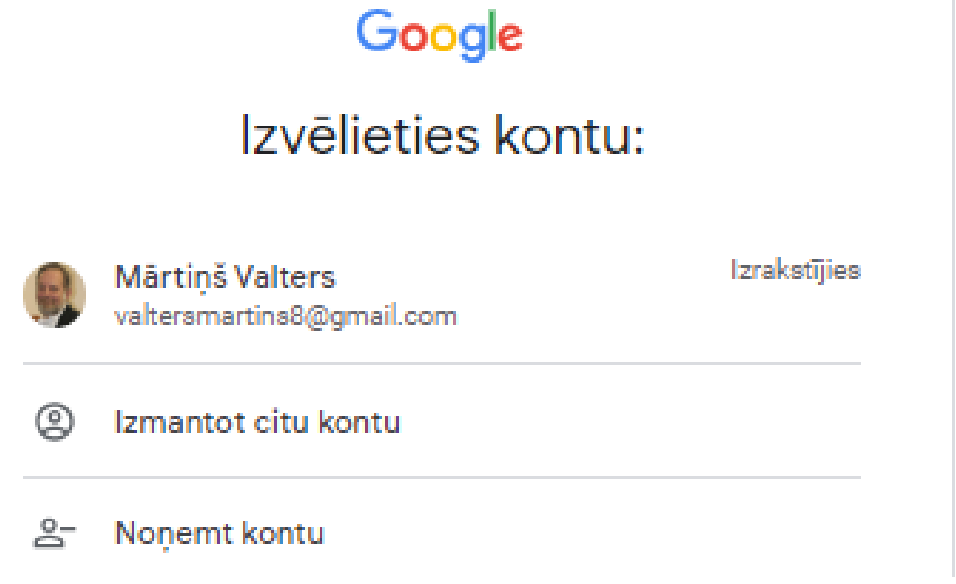 Google
Izvēlieties kontu:
Mārtiņš Valters
Izrakstījies
valtersmartins8@gmail.com
Izmantot citu kontu
Noņemt kontu